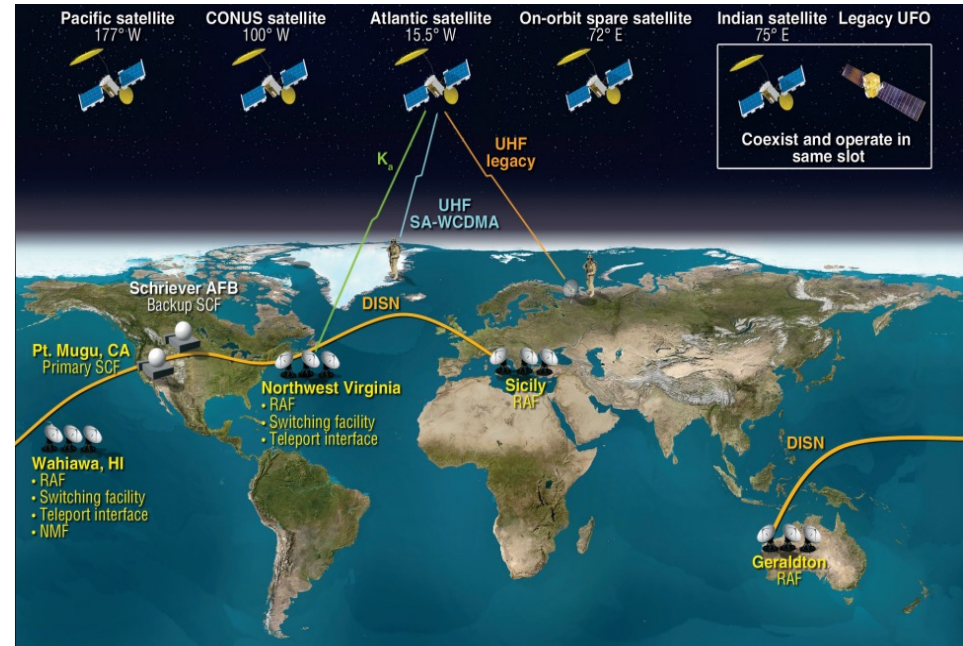 Pacific satellite
177° W
CONUS satellite
100° W
Atlantic satellite
15.5° W
On-orbit spare satellite
72° E
Indian satellite
75° E
Legacy UFO
Coexist and operate in
same slot
Ka
UHF
legacy
UHF
SA-WCDMA
Schriever AFB
Backup SCF
DISN
Pt. Mugu, CA
Primary SCF
Northwest Virginia
• RAF
• Switching facility
• Teleport interface
Sicily
RAF
Wahiawa, HI
• RAF
• Switching facility
• Teleport interface
• NMF
DISN
Geraldton
RAF